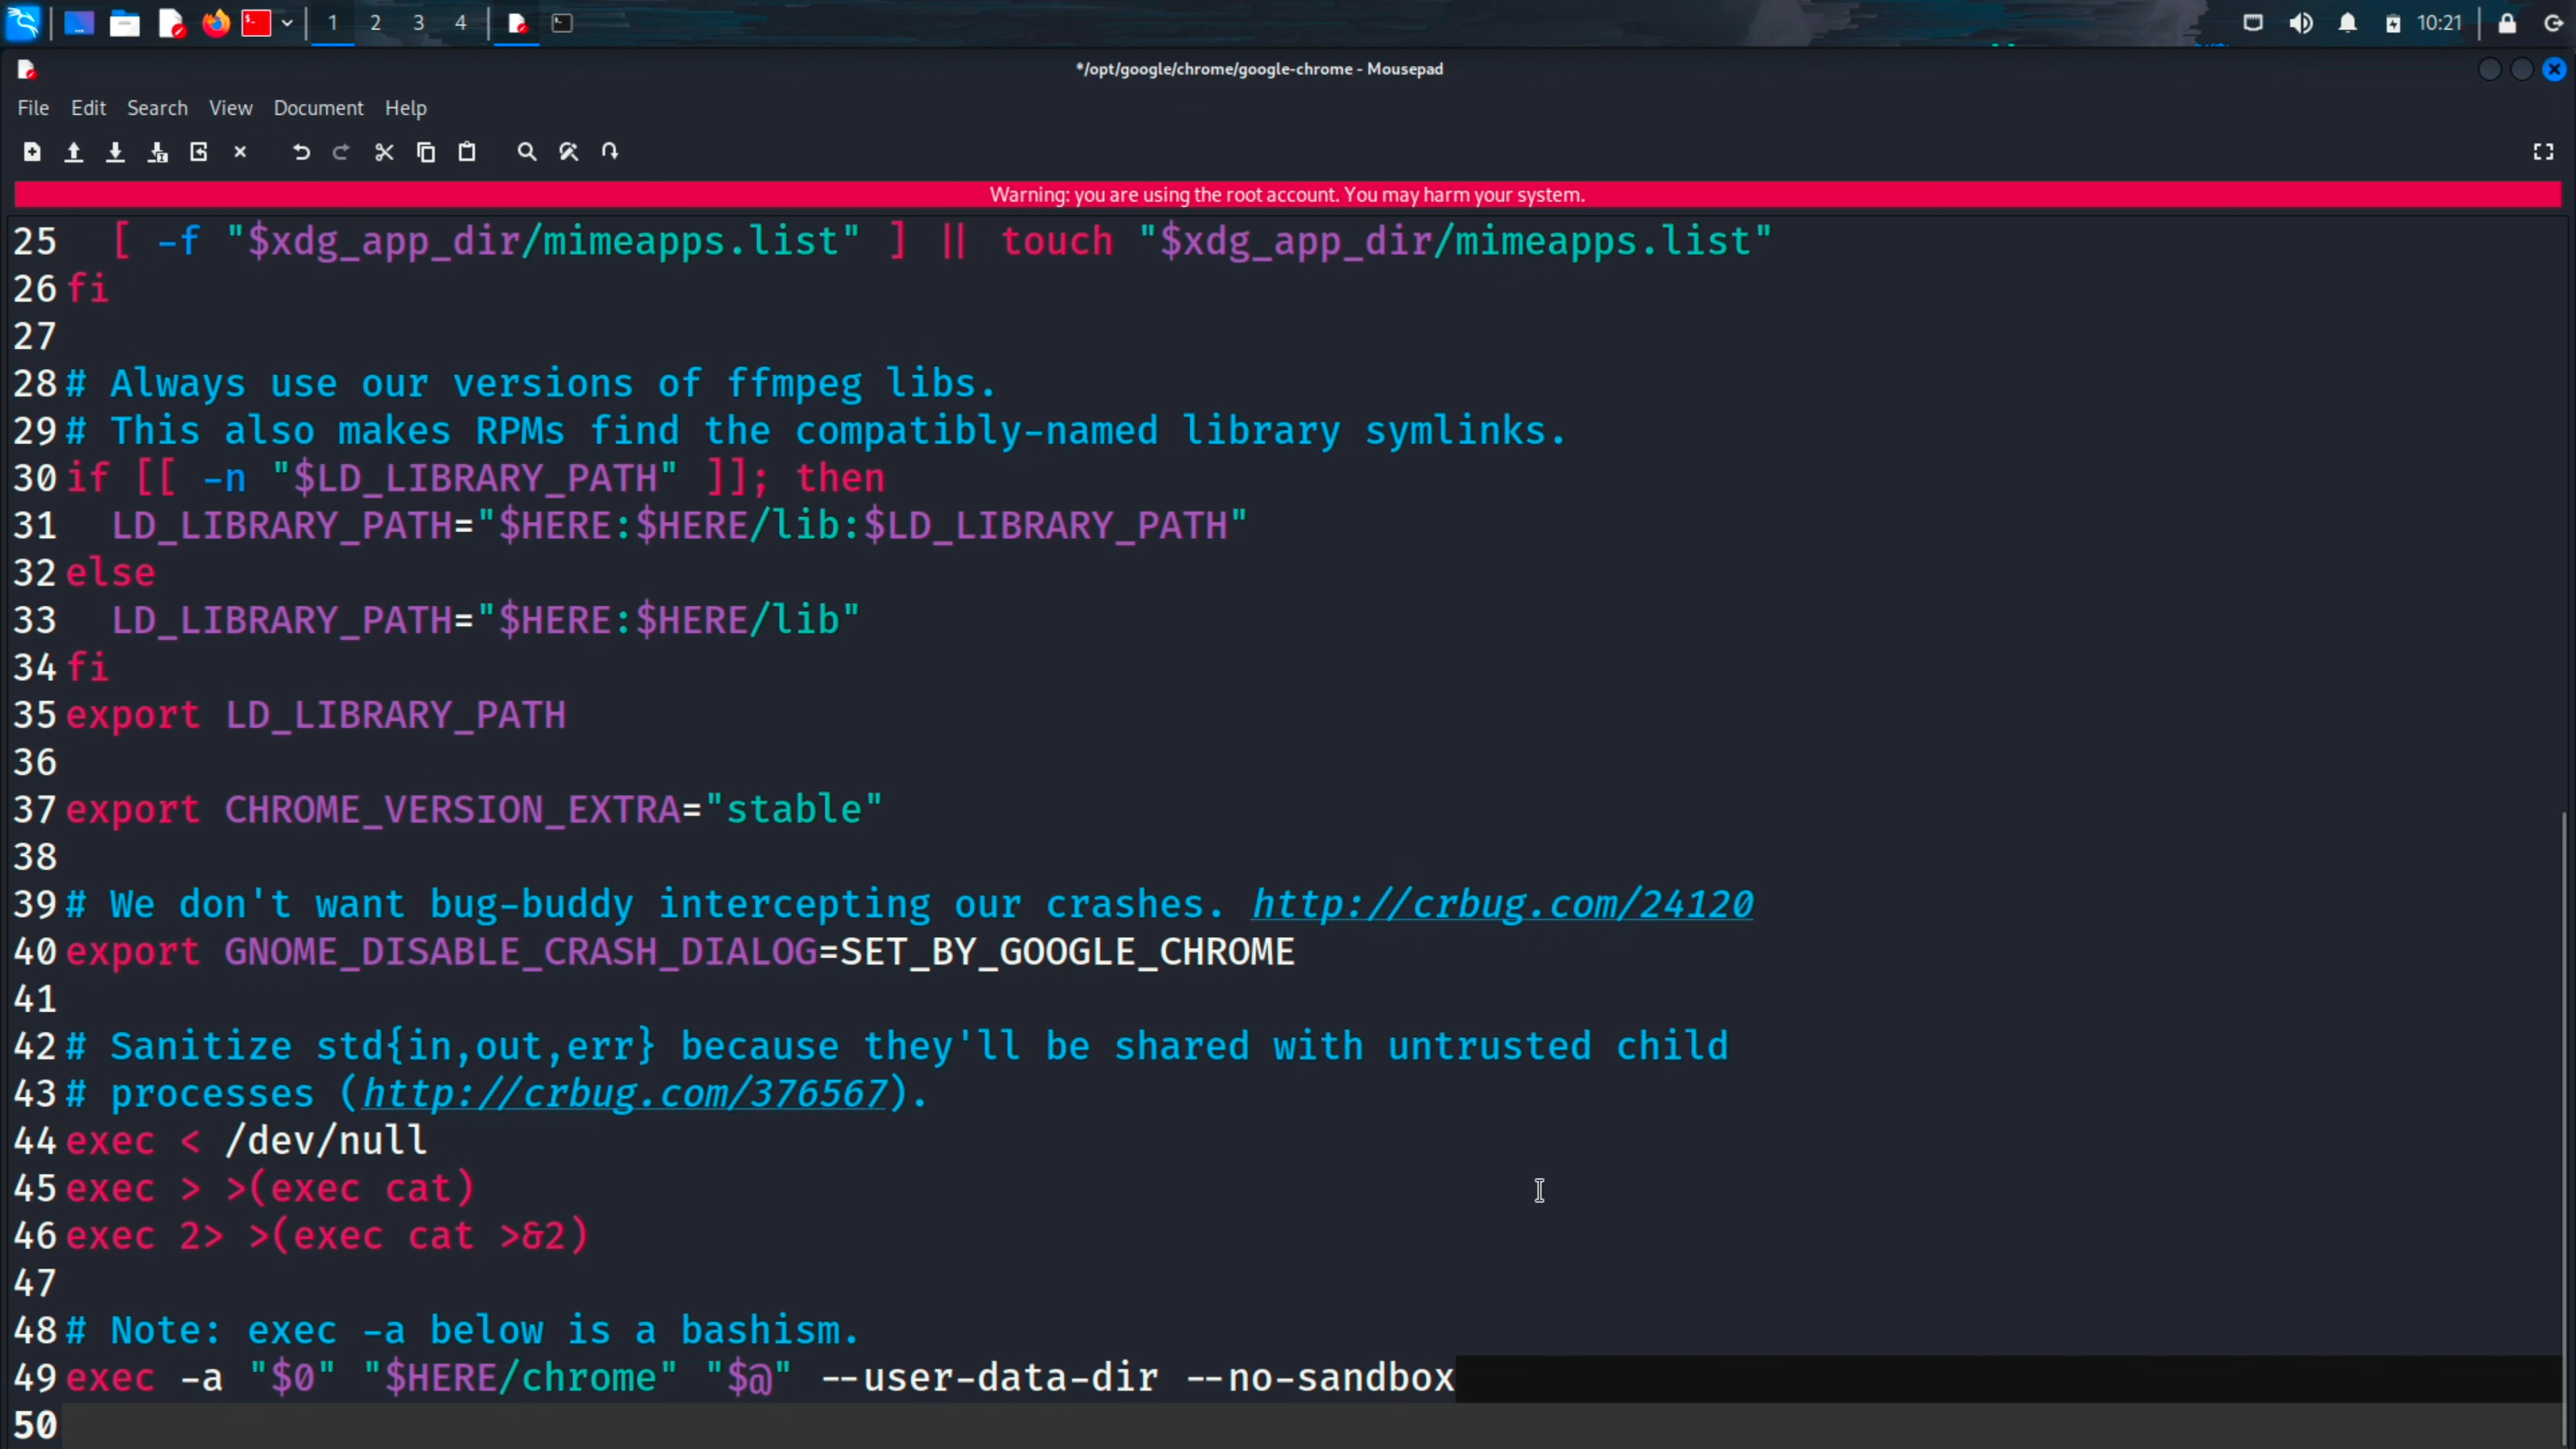 1 2 3 4 10:21
*/opt/google/chrome/google-chrome - Mousepad
File Edit Search View Document Help
Warning: you are using the root account. You may harm your system.
25   [ -f "$xdg_app_dir/mimeapps.list" ] || touch "$xdg_app_dir/mimeapps.list"
26 fi
27
28 # Always use our versions of ffmpeg libs.
29 # This also makes RPMs find the compatibly-named library symlinks.
30 if [[ -n "$LD_LIBRARY_PATH" ]]; then
31   LD_LIBRARY_PATH="$HERE:$HERE/lib:$LD_LIBRARY_PATH"
32 else
33   LD_LIBRARY_PATH="$HERE:$HERE/lib"
34 fi
35 export LD_LIBRARY_PATH
36
37 export CHROME_VERSION_EXTRA="stable"
38
39 # We don't want bug-buddy intercepting our crashes. http://crbug.com/24120
40 export GNOME_DISABLE_CRASH_DIALOG=SET_BY_GOOGLE_CHROME
41
42 # Sanitize std{in,out,err} because they'll be shared with untrusted child
43 # processes (http://crbug.com/376567).
44 exec < /dev/null
45 exec > >(exec cat)
46 exec 2> >(exec cat >&2)
47
48 # Note: exec -a below is a bashism.
49 exec -a "$0" "$HERE/chrome" "$@" --user-data-dir --no-sandbox
50